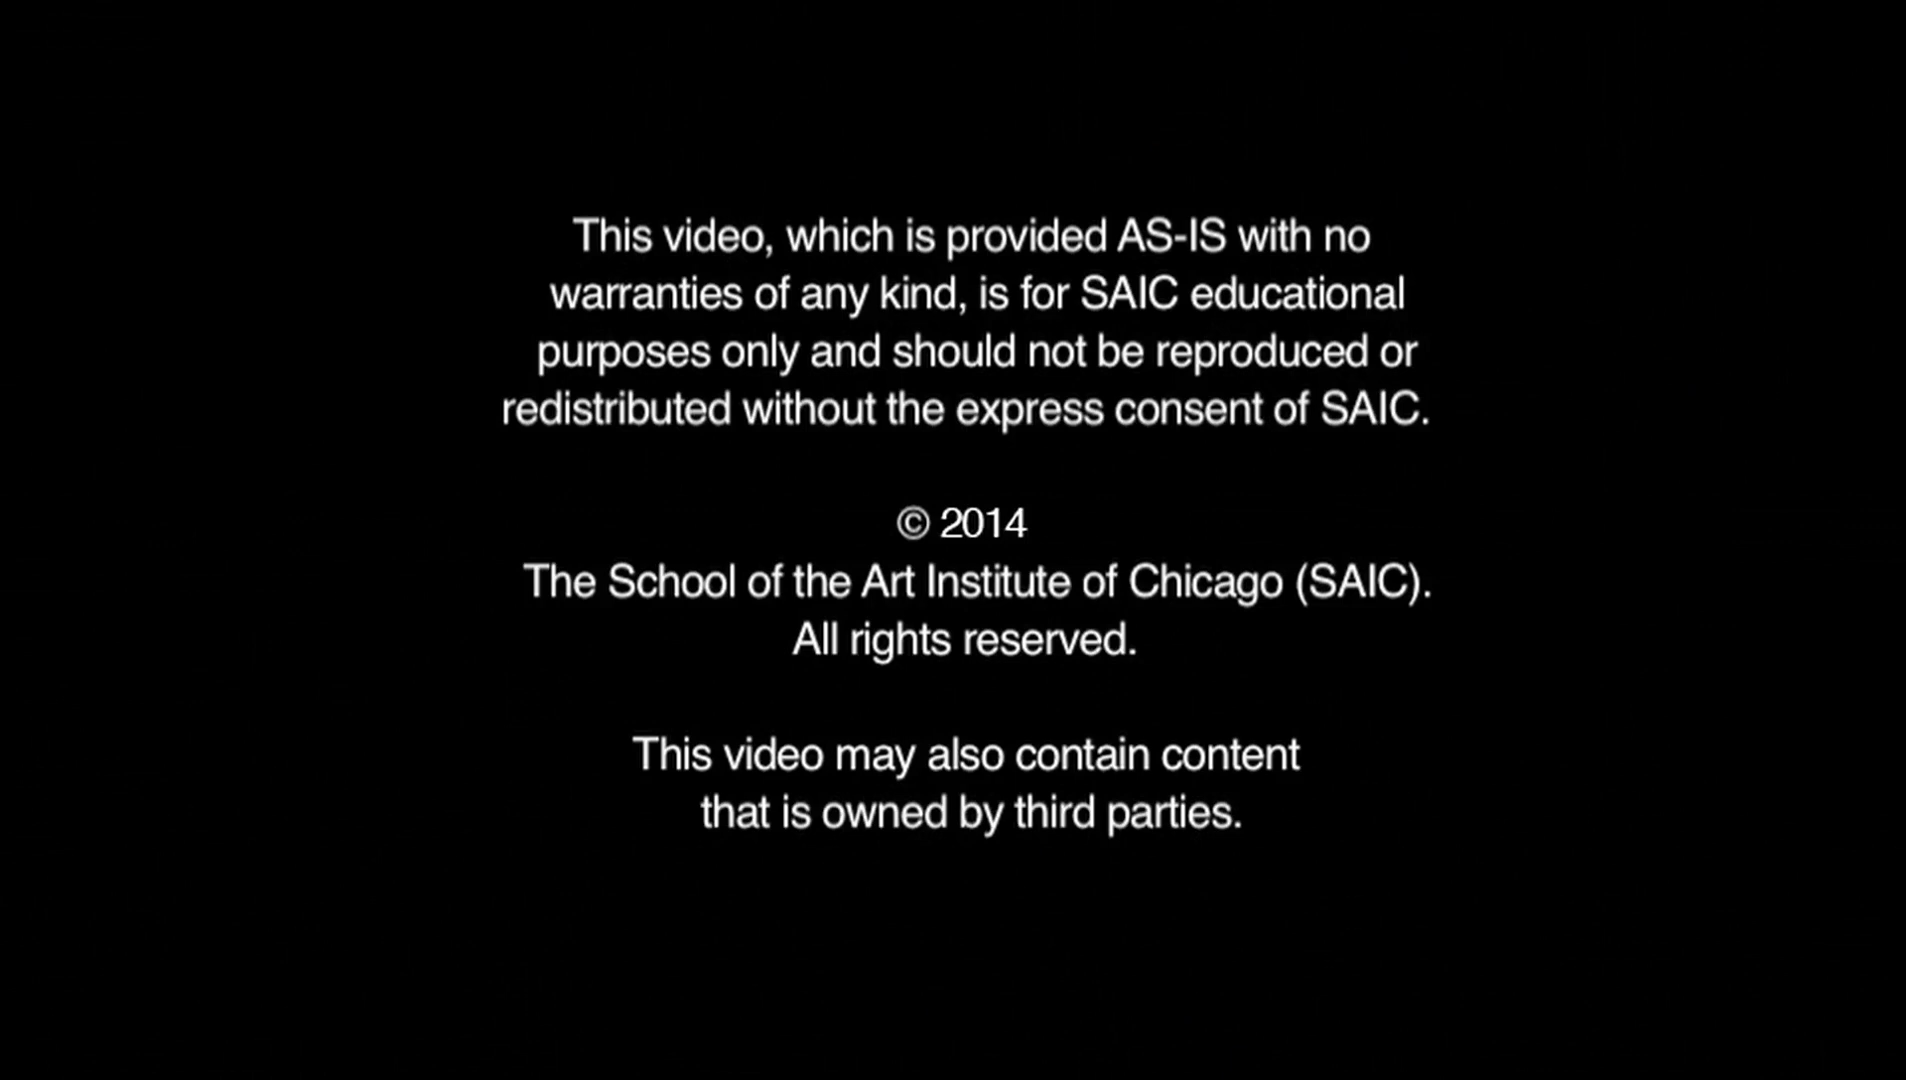 This video, which is provided AS-IS with no
warranties of any kind, is for SAIC educational
purposes only and should not be reproduced or
redistributed without the express consent of SAIC.
© 2014
The School of the Art Institute of Chicago (SAIC).
All rights reserved.
This video may also contain content
that is owned by third parties.